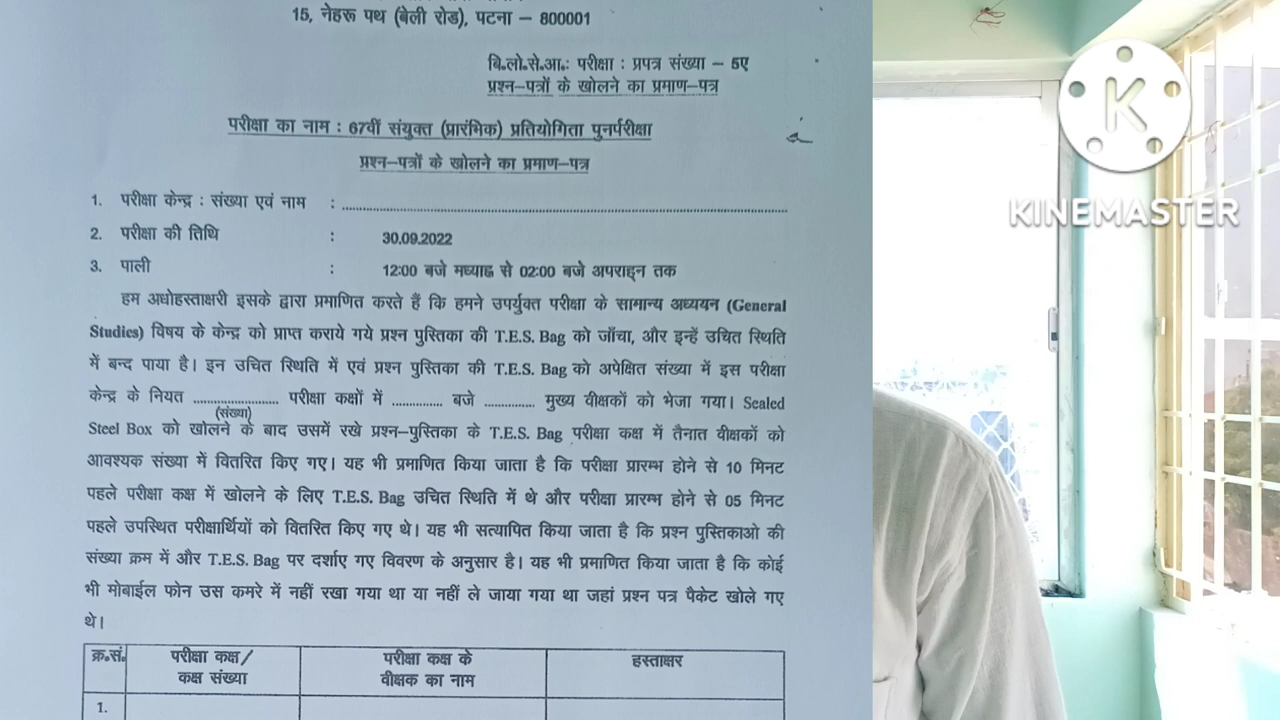 15, नेहरू पथ (बेली रोड), पटना – 800001
बि.लो.से.आ.: परीक्षा : प्रपत्र संख्या – 5ए
प्रश्न–पत्रों के खोलने का प्रमाण–पत्र
परीक्षा का नाम : 67वीं संयुक्त (प्रारंभिक) प्रतियोगिता पुनर्परीक्षा
प्रश्न–पत्रों के खोलने का प्रमाण–पत्र
1. परीक्षा केन्द्र : संख्या एवं नाम : ....................
2. परीक्षा की तिथि : 30.09.2022
3. पाली : 12:00 बजे मध्याह्न से 02:00 बजे अपराह्न तक
हम अधोहस्ताक्षरी इसके द्वारा प्रमाणित करते हैं कि हमने उपर्युक्त परीक्षा के सामान्य अध्ययन (General
Studies) विषय के केन्द्र को प्राप्त कराये गये प्रश्न पुस्तिका की T.E.S. Bag को जाँचा, और इन्हें उचित स्थिति
में बन्द पाया है। इन उचित स्थिति में एवं प्रश्न पुस्तिका की T.E.S. Bag को अपेक्षित संख्या में इस परीक्षा
केन्द्र के नियत ...................... परीक्षा कक्षों में ............. बजे ............. मुख्य वीक्षकों को भेजा गया। Sealed
(संख्या)
Steel Box को खोलने के बाद उसमें रखे प्रश्न–पुस्तिका के T.E.S. Bag परीक्षा कक्ष में तैनात वीक्षकों को
आवश्यक संख्या में वितरित किए गए। यह भी प्रमाणित किया जाता है कि परीक्षा प्रारम्भ होने से 10 मिनट
पहले परीक्षा कक्ष में खोलने के लिए T.E.S. Bag उचित स्थिति में थे और परीक्षा प्रारम्भ होने से 05 मिनट
पहले उपस्थित परीक्षार्थियों को वितरित किए गए थे। यह भी सत्यापित किया जाता है कि प्रश्न पुस्तिकाओ की
संख्या क्रम में और T.E.S. Bag पर दर्शाए गए विवरण के अनुसार है। यह भी प्रमाणित किया जाता है कि कोई
भी मोबाईल फोन उस कमरे में नहीं रखा गया था या नहीं ले जाया गया था जहां प्रश्न पत्र पैकेट खोले गए
थे।
क्र.सं. परीक्षा कक्ष/ कक्ष संख्या परीक्षा कक्ष के वीक्षक का नाम हस्ताक्षर
1.
K
KINEMASTER